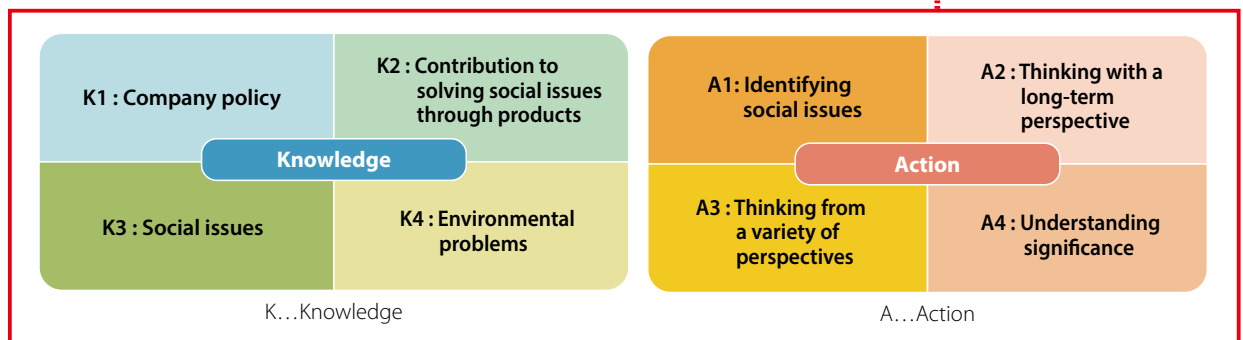 K1 : Company policy
K2 : Contribution to
solving social issues
through products
Knowledge
K3 : Social issues
K4 : Environmental
problems
K…Knowledge
A1: Identifying
social issues
A2 : Thinking with a
long-term
perspective
Action
A3 : Thinking from
a variety of
perspectives
A4 : Understanding
significance
A…Action